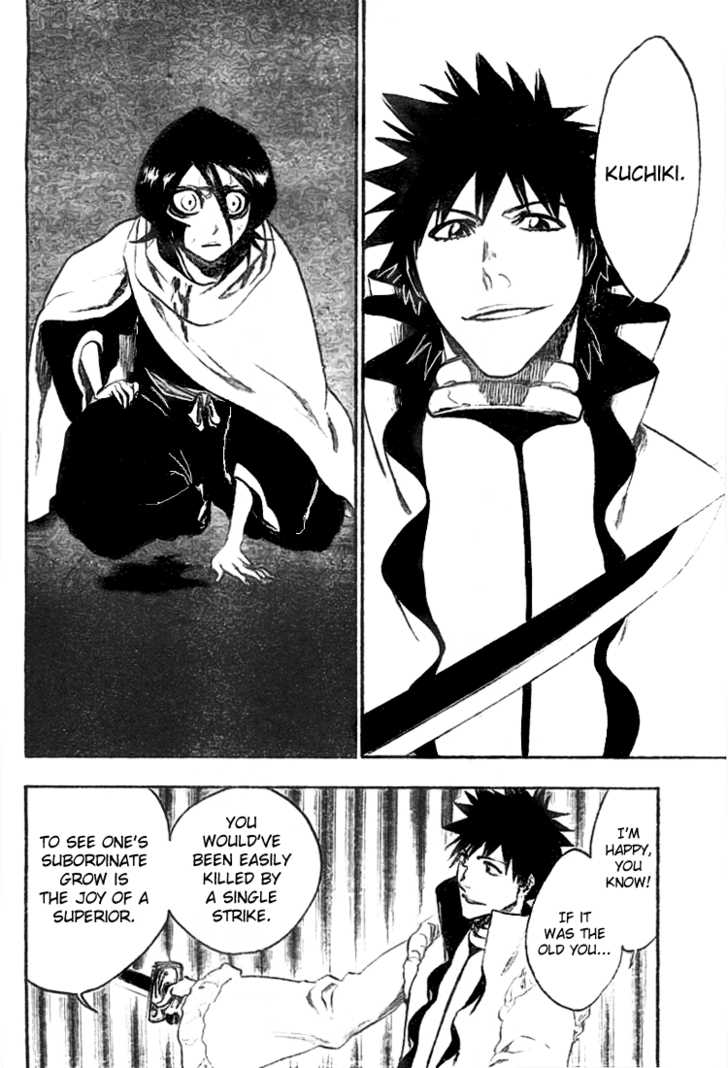 KUCHIKI.
I'M
HAPPY,
YOU
KNOW!
IF IT
WAS THE
OLD YOU...
YOU
WOULD'VE
BEEN EASILY
KILLED BY
A SINGLE
STRIKE.
TO SEE ONE'S
SUBORDINATE
GROW IS
THE JOY OF A
SUPERIOR.